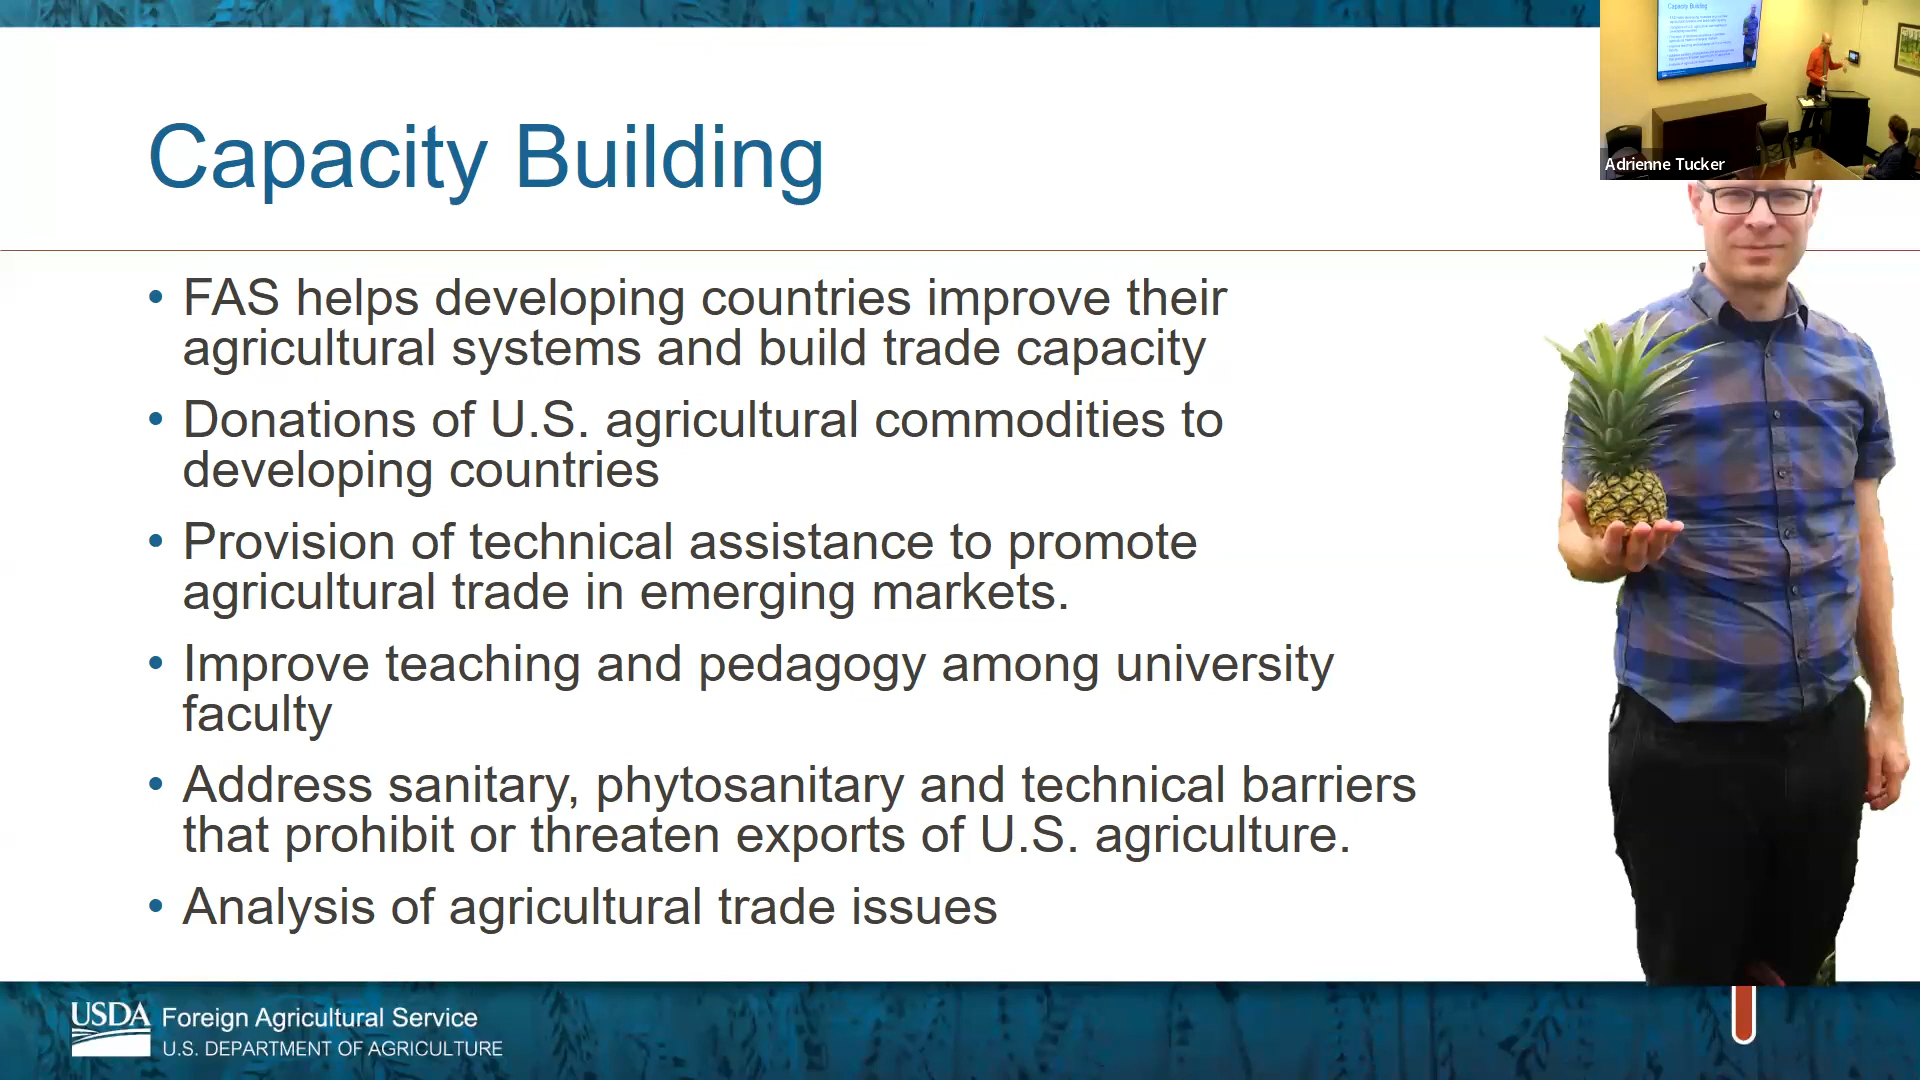 Capacity Building
Adrienne Tucker
• FAS helps developing countries improve their
agricultural systems and build trade capacity
• Donations of U.S. agricultural commodities to
developing countries
• Provision of technical assistance to promote
agricultural trade in emerging markets.
• Improve teaching and pedagogy among university
faculty
• Address sanitary, phytosanitary and technical barriers
that prohibit or threaten exports of U.S. agriculture.
• Analysis of agricultural trade issues
USDA Foreign Agricultural Service
U.S. DEPARTMENT OF AGRICULTURE
Capacity Building